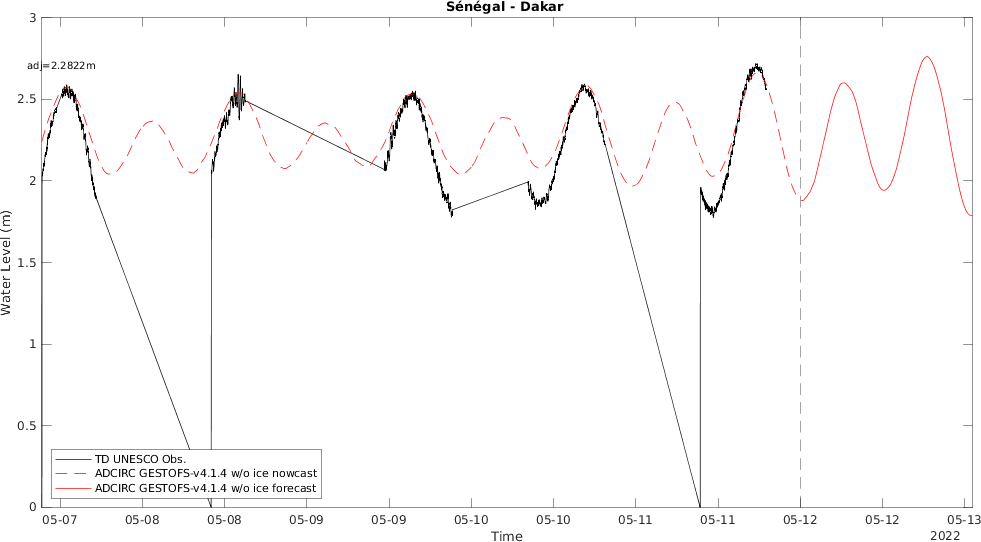 Sénégal - Dakar
3
adj=2.2822m
2.5
2
1.5
1
0.5
0
Water Level (m)
TD UNESCO Obs.
ADCIRC GESTOFS-v4.1.4 w/o ice nowcast
ADCIRC GESTOFS-v4.1.4 w/o ice forecast
05-07 05-08 05-08 05-09 05-09 05-10 05-10 05-11 05-11 05-12 05-12 05-13
Time
2022